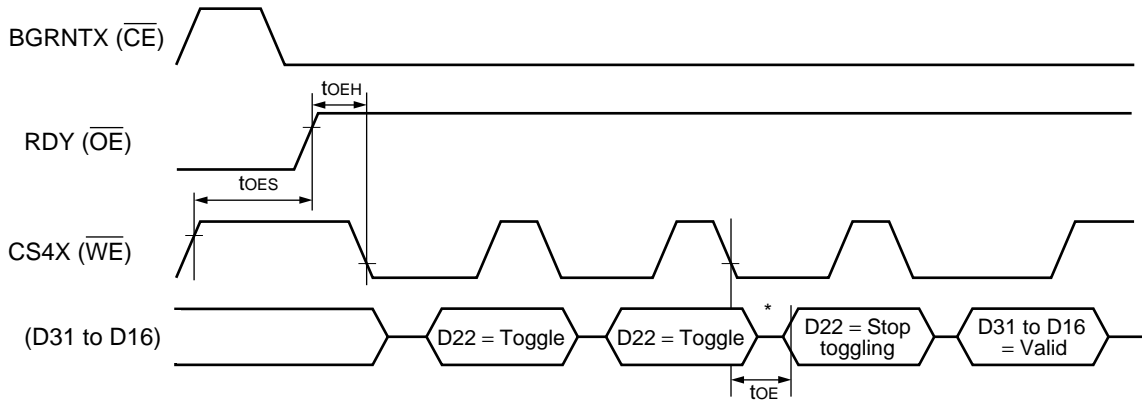 BGRNTX (CE)
tOEH
RDY (OE)
tOES
CS4X (WE)
*
(D31 to D16)
D22 = Toggle
D22 = Toggle
D22 = Stop
toggling
D31 to D16
= Valid
tOE